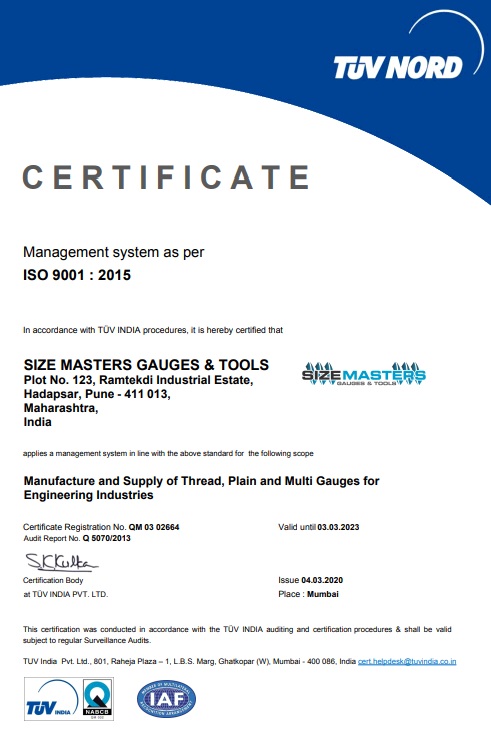 TÜV NORD
CERTIFICATE
Management system as per
ISO 9001 : 2015
In accordance with TÜV INDIA procedures, it is hereby certified that
SIZE MASTERS GAUGES & TOOLS
Plot No. 123, Ramtekdi Industrial Estate,
Hadapsar, Pune - 411 013,
Maharashtra,
India
SIZEMASTERS
GAUGES & TOOLS
applies a management system in line with the above standard for the following scope
Manufacture and Supply of Thread, Plain and Multi Gauges for
Engineering Industries
Certificate Registration No. QM 03 02664
Valid until 03.03.2023
Audit Report No. Q 5070/2013
Certification Body
Issue 04.03.2020
at TÜV INDIA PVT. LTD.
Place : Mumbai
This certification was conducted in accordance with the TÜV INDIA auditing and certification procedures & shall be valid
subject to regular Surveillance Audits.
TUV India Pvt. Ltd., 801, Raheja Plaza – 1, L.B.S. Marg, Ghatkopar (W), Mumbai - 400 086, India cert.helpdesk@tuvindia.co.in
TÜV INDIA
NABCB
IAF
MEMBER OF MULTILATERAL
RECOGNITION ARRANGEMENT